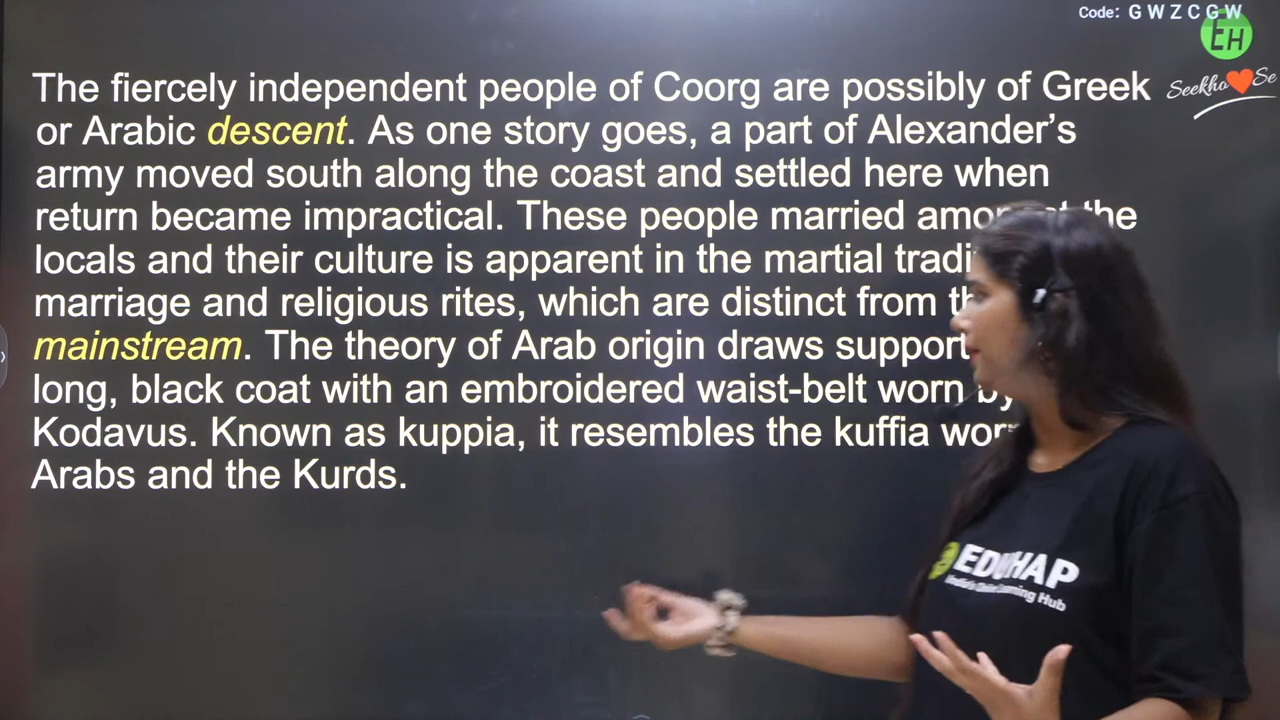 Code: G W Z C G W
EH
Seekho Se
The fiercely independent people of Coorg are possibly of Greek
or Arabic descent. As one story goes, a part of Alexander's
army moved south along the coast and settled here when
return became impractical. These people married the
locals and their culture is apparent in the martial
marriage and religious rites, which are distinct from
mainstream. The theory of Arab origin draws support
long, black coat with an embroidered waist-belt worn by
Kodavus. Known as kuppia, it resembles the kuffia
Arabs and the Kurds.
EDUHAP
India's Learning Hub